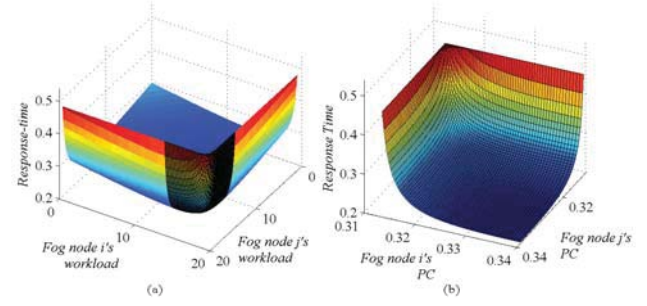 0.5
0.4
0.3
0.2
Response-time
0
10
20
Fog node i's
workload
0
10
20
Fog node j's
workload
(a)
0.5
0.4
0.3
0.2
Response Time
0.31
0.32
0.33
0.34
Fog node i's
PC
0.32
0.34
Fog node j's
PC
(b)